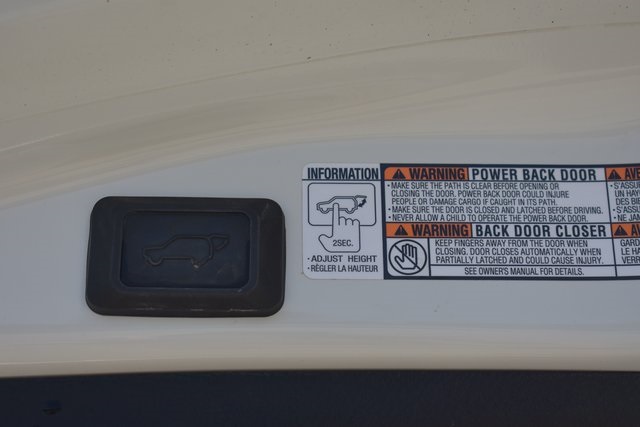 INFORMATION
2SEC.
· ADJUST HEIGHT
· RÉGLER LA HAUTEUR
WARNING POWER BACK DOOR
· MAKE SURE THE PATH IS CLEAR BEFORE OPENING OR
CLOSING THE DOOR. POWER BACK DOOR COULD INJURE
PEOPLE OR DAMAGE CARGO IF CAUGHT IN ITS PATH.
· MAKE SURE THE DOOR IS CLOSED AND LATCHED BEFORE DRIVING.
· NEVER ALLOW A CHILD TO OPERATE THE POWER BACK DOOR.
WARNING BACK DOOR CLOSER
KEEP FINGERS AWAY FROM THE DOOR WHEN
CLOSING. DOOR CLOSES AUTOMATICALLY WHEN
PARTIALLY LATCHED AND COULD CAUSE INJURY.
SEE OWNER'S MANUAL FOR DETAILS.